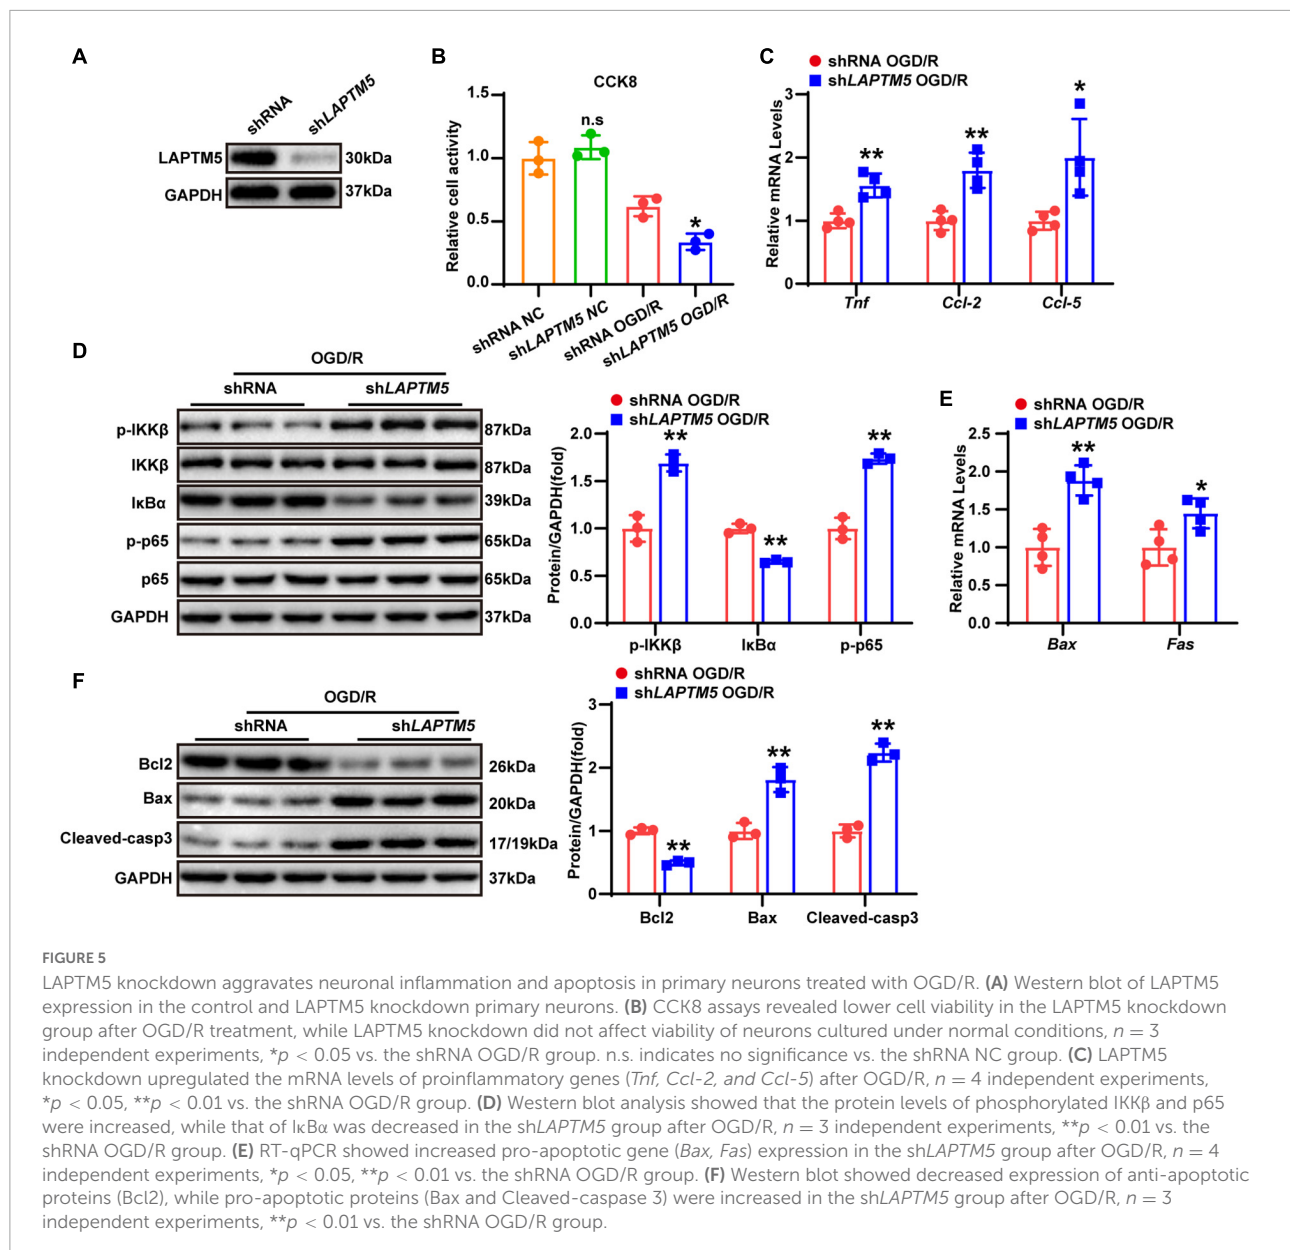 A
shRNA
shLAPTM5
LAPTM5
30kDa
GAPDH
37kDa
B
CCK8
Relative cell activity
1.5
1.0
0.5
0.0
n.s
*
shRNA NC
shLAPTM5 NC
shRNA OGD/R
shLAPTM5 OGD/R
C
shRNA OGD/R
shLAPTM5 OGD/R
Relative mRNA Levels
3
2
1
0
**
**
*
Tnf
Ccl-2
Ccl-5
D
OGD/R
shRNA
shLAPTM5
p-IKKβ
87kDa
IKKβ
87kDa
IκBα
39kDa
p-p65
65kDa
p65
65kDa
GAPDH
37kDa
shRNA OGD/R
shLAPTM5 OGD/R
Protein/GAPDH(fold)
2.0
1.5
1.0
0.5
0.0
**
**
**
p-IKKβ
IκBα
p-p65
E
shRNA OGD/R
shLAPTM5 OGD/R
Relative mRNA Levels
2.5
2.0
1.5
1.0
0.5
0.0
**
*
Bax
Fas
F
OGD/R
shRNA
shLAPTM5
Bcl2
26kDa
Bax
20kDa
Cleaved-casp3
17/19kDa
GAPDH
37kDa
shRNA OGD/R
shLAPTM5 OGD/R
Protein/GAPDH(fold)
3
2
1
0
**
**
**
Bcl2
Bax
Cleaved-casp3
FIGURE 5
LAPTM5 knockdown aggravates neuronal inflammation and apoptosis in primary neurons treated with OGD/R. (A) Western blot of LAPTM5
expression in the control and LAPTM5 knockdown primary neurons. (B) CCK8 assays revealed lower cell viability in the LAPTM5 knockdown
group after OGD/R treatment, while LAPTM5 knockdown did not affect viability of neurons cultured under normal conditions, n = 3
independent experiments, *p < 0.05 vs. the shRNA OGD/R group. n.s. indicates no significance vs. the shRNA NC group. (C) LAPTM5
knockdown upregulated the mRNA levels of proinflammatory genes (Tnf, Ccl-2, and Ccl-5) after OGD/R, n = 4 independent experiments,
*p < 0.05, **p < 0.01 vs. the shRNA OGD/R group. (D) Western blot analysis showed that the protein levels of phosphorylated IKKβ and p65
were increased, while that of IκBα was decreased in the shLAPTM5 group after OGD/R, n = 3 independent experiments, **p < 0.01 vs. the
shRNA OGD/R group. (E) RT-qPCR showed increased pro-apoptotic gene (Bax, Fas) expression in the shLAPTM5 group after OGD/R, n = 4
independent experiments, *p < 0.05, **p < 0.01 vs. the shRNA OGD/R group. (F) Western blot showed decreased expression of anti-apoptotic
proteins (Bcl2), while pro-apoptotic proteins (Bax and Cleaved-caspase 3) were increased in the shLAPTM5 group after OGD/R, n = 3
independent experiments, **p < 0.01 vs. the shRNA OGD/R group.